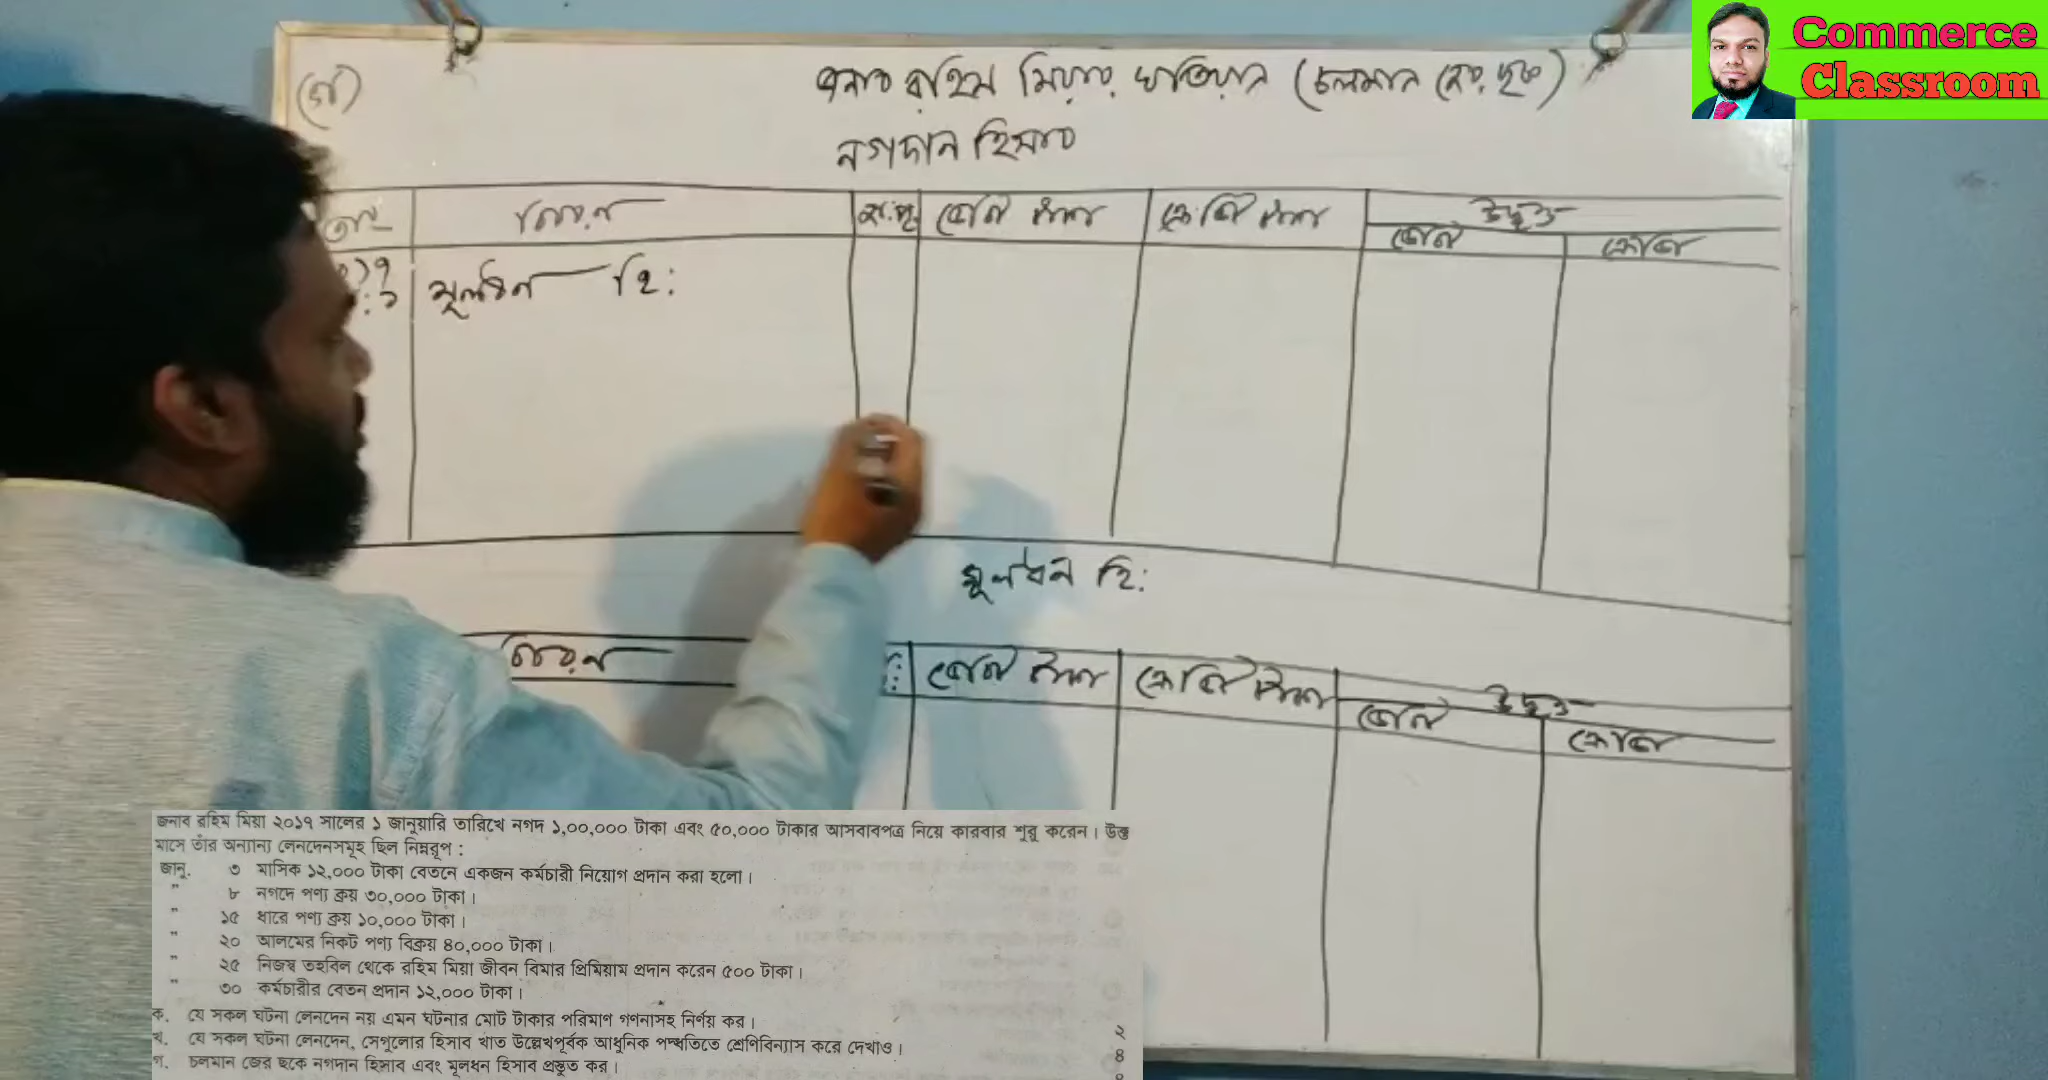 Commerce
Classroom
(গ)
জনাব রহিম মিয়ার খতিয়ান (চলমান জের ছক)
নগদান হিসাব
তাং বিবরণ খ: পৃ ডেবিট টাকা ক্রেডিট টাকা উদ্বৃত্ত
ডেবিট ক্রেডিট
মূলধন হি:
মূলধন হি:
বিবরণ ডেবিট টাকা ক্রেডিট টাকা উদ্বৃত্ত
ডেবিট ক্রেডিট
জনাব রহিম মিয়া ২০১৭ সালের ১ জানুয়ারি তারিখে নগদ ১,০০,০০০ টাকা এবং ৫০,০০০ টাকার আসবাবপত্র নিয়ে কারবার শুরু করেন। উক্ত
মাসে তাঁর অন্যান্য লেনদেনসমূহ ছিল নিম্নরূপ :
জানু. ৩ মাসিক ১২,০০০ টাকা বেতনে একজন কর্মচারী নিয়োগ প্রদান করা হলো।
" ৮ নগদে পণ্য ক্রয় ৩০,০০০ টাকা।
" ১৫ ধারে পণ্য ক্রয় ১০,০০০ টাকা।
" ২০ আলমের নিকট পণ্য বিক্রয় ৪০,০০০ টাকা।
" ২৫ নিজস্ব তহবিল থেকে রহিম মিয়া জীবন বিমার প্রিমিয়াম প্রদান করেন ৫০০ টাকা।
" ৩০ কর্মচারীর বেতন প্রদান ১২,০০০ টাকা।
ক. যে সকল ঘটনা লেনদেন নয় এমন ঘটনার মোট টাকার পরিমাণ গণনাসহ নির্ণয় কর। ২
খ. যে সকল ঘটনা লেনদেন, সেগুলোর হিসাব খাত উল্লেখপূর্বক আধুনিক পদ্ধতিতে শ্রেণিবিন্যাস করে দেখাও। ৪
গ. চলমান জের ছকে নগদান হিসাব এবং মূলধন হিসাব প্রস্তুত কর।